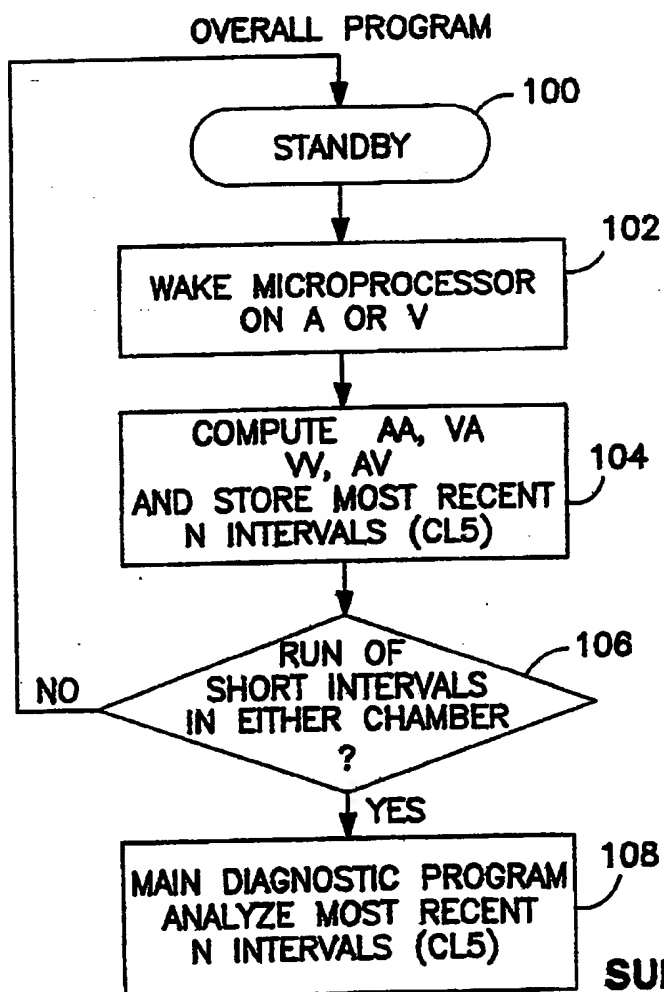 OVERALL PROGRAM
100
STANDBY
102
WAKE MICROPROCESSOR
ON A OR V
COMPUTE AA, VA
VV, AV
AND STORE MOST RECENT
N INTERVALS (CL5)
104
RUN OF
SHORT INTERVALS
IN EITHER CHAMBER
?
106
NO
YES
MAIN DIAGNOSTIC PROGRAM
ANALYZE MOST RECENT
N INTERVALS (CL5)
108